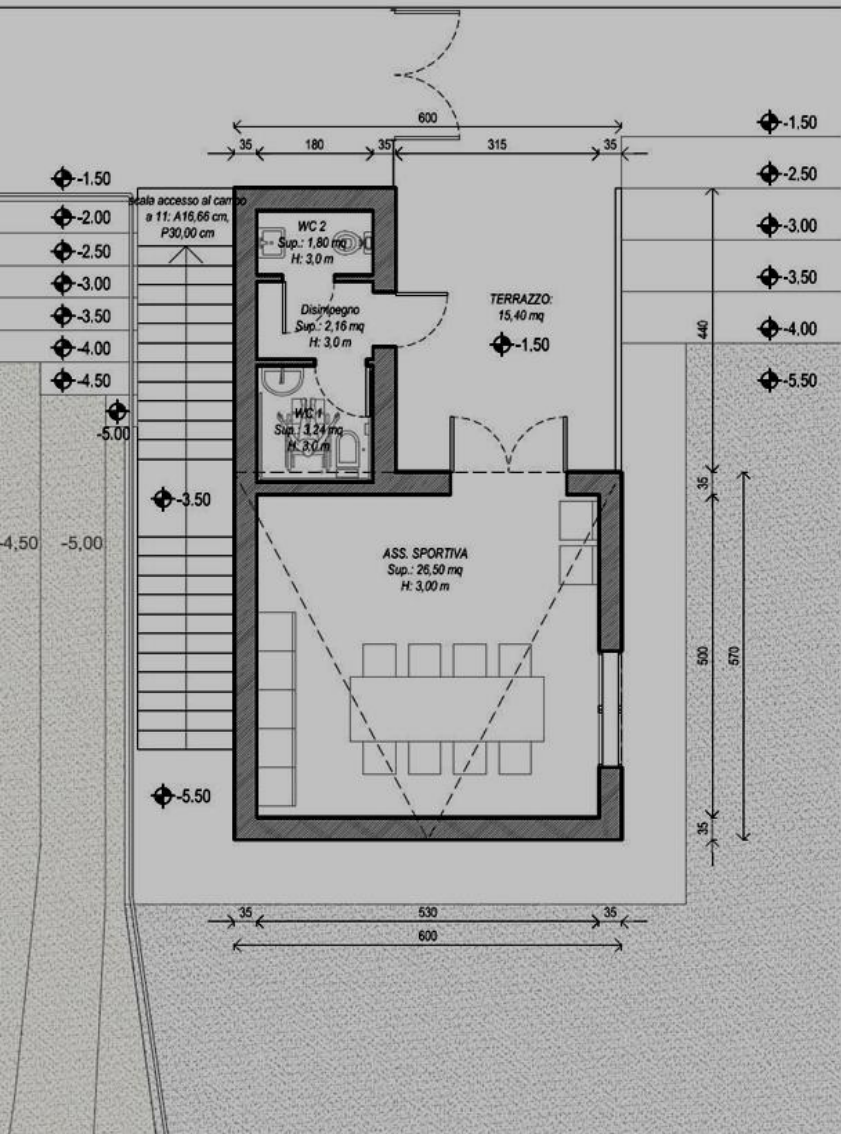 600
35
180
35
315
35
-1.50
-2.00
-2.50
-3.00
-3.50
-4.00
-4.50
-5.00
scala accesso al campo
a 11: A16,66 cm,
P30,00 cm
-3.50
-5.50
-4,50
-5,00
WC 2
Sup.: 1,80 mq
H: 3,0 m
Disimpegno
Sup.: 2,16 mq
H: 3,0 m
WC 1
Sup.: 3,24 mq
H: 3,0 m
TERRAZZO:
15,40 mq
-1.50
ASS. SPORTIVA
Sup.: 26,50 mq
H: 3,00 m
-1,50
-2,50
-3,00
-3,50
-4,00
-5,50
440
35
500
570
35
35
530
35
600